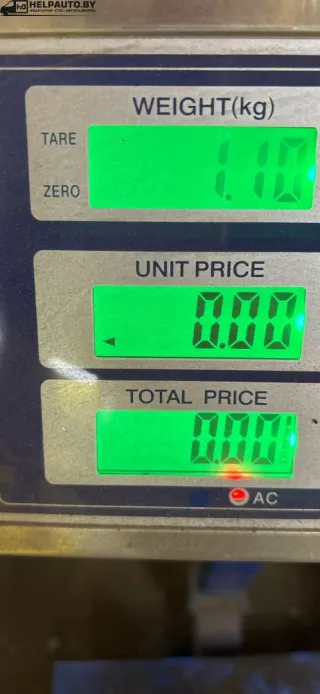 HELPAUTO.BY
WEIGHT(kg)
TARE
1.10
ZERO
UNIT PRICE
0.00
TOTAL PRICE
0.00
AC